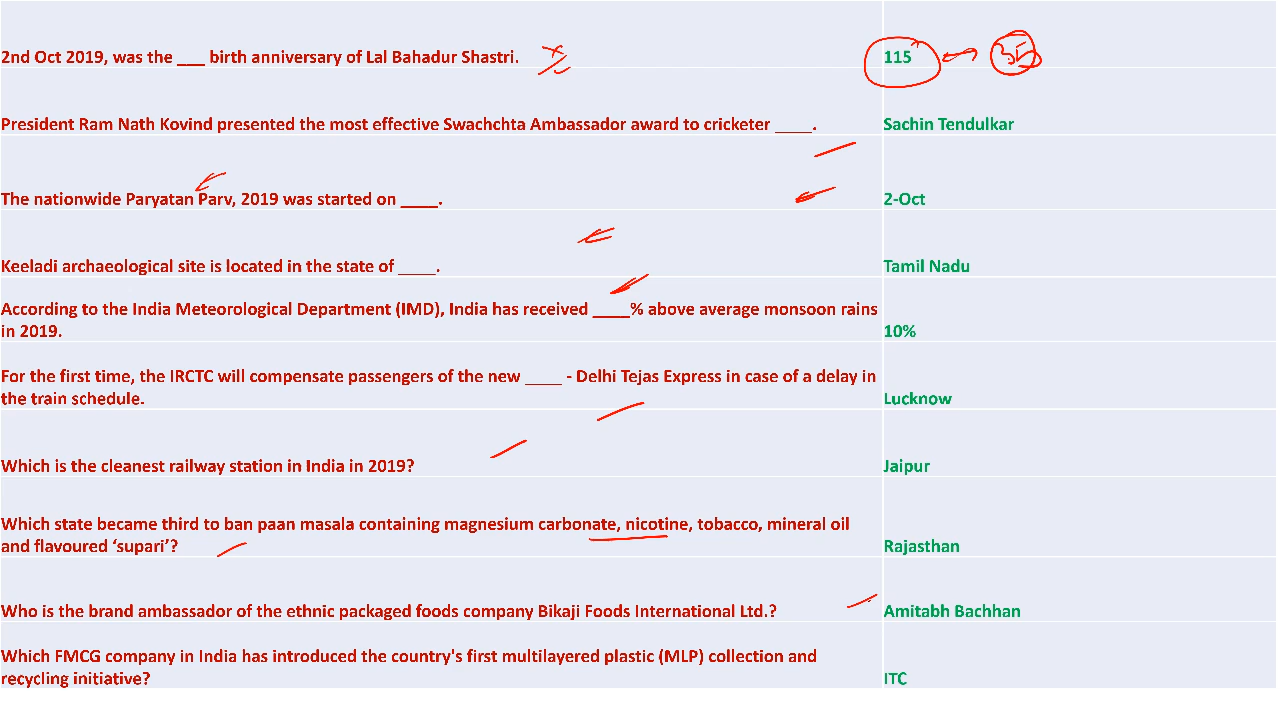 2nd Oct 2019, was the ___ birth anniversary of Lal Bahadur Shastri.
115
35
President Ram Nath Kovind presented the most effective Swachchta Ambassador award to cricketer ____.
Sachin Tendulkar
The nationwide Paryatan Parv, 2019 was started on ____.
2-Oct
Keeladi archaeological site is located in the state of ____.
Tamil Nadu
According to the India Meteorological Department (IMD), India has received ____% above average monsoon rains
in 2019.
10%
For the first time, the IRCTC will compensate passengers of the new ____ - Delhi Tejas Express in case of a delay in
the train schedule.
Lucknow
Which is the cleanest railway station in India in 2019?
Jaipur
Which state became third to ban paan masala containing magnesium carbonate, nicotine, tobacco, mineral oil
and flavoured ‘supari’?
Rajasthan
Who is the brand ambassador of the ethnic packaged foods company Bikaji Foods International Ltd.?
Amitabh Bachhan
Which FMCG company in India has introduced the country's first multilayered plastic (MLP) collection and
recycling initiative?
ITC